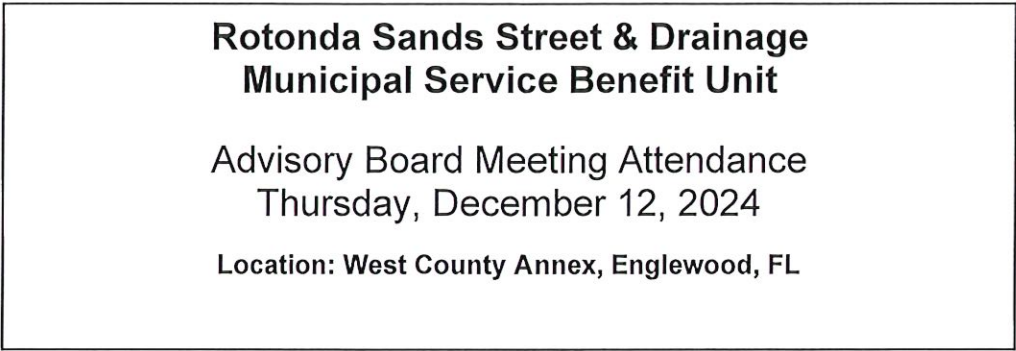 Rotonda Sands Street & Drainage
Municipal Service Benefit Unit
Advisory Board Meeting Attendance
Thursday, December 12, 2024
Location: West County Annex, Englewood, FL